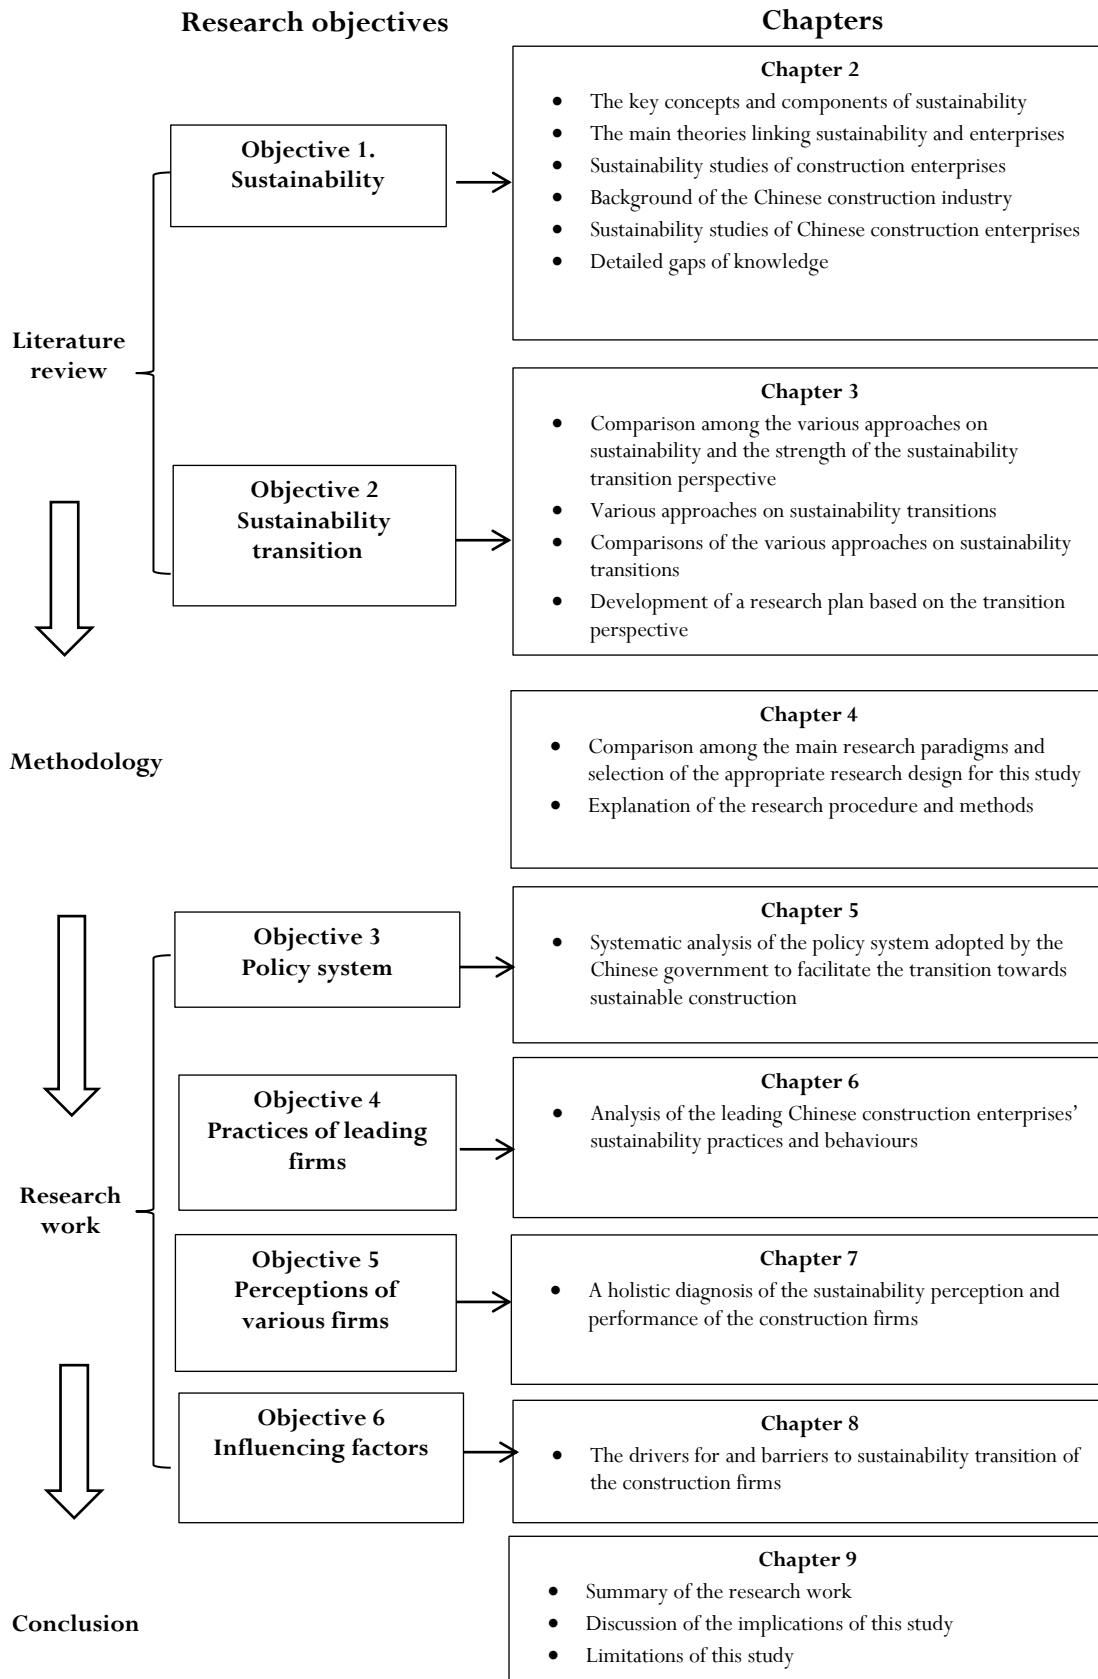 Research objectives
Chapters
Literature
review
Objective 1.
Sustainability
Chapter 2
• The key concepts and components of sustainability
• The main theories linking sustainability and enterprises
• Sustainability studies of construction enterprises
• Background of the Chinese construction industry
• Sustainability studies of Chinese construction enterprises
• Detailed gaps of knowledge
Objective 2
Sustainability
transition
Chapter 3
• Comparison among the various approaches on
sustainability and the strength of the sustainability
transition perspective
• Various approaches on sustainability transitions
• Comparisons of the various approaches on sustainability
transitions
• Development of a research plan based on the transition
perspective
Methodology
Chapter 4
• Comparison among the main research paradigms and
selection of the appropriate research design for this study
• Explanation of the research procedure and methods
Research
work
Objective 3
Policy system
Chapter 5
• Systematic analysis of the policy system adopted by the
Chinese government to facilitate the transition towards
sustainable construction
Objective 4
Practices of leading
firms
Chapter 6
• Analysis of the leading Chinese construction enterprises’
sustainability practices and behaviours
Objective 5
Perceptions of
various firms
Chapter 7
• A holistic diagnosis of the sustainability perception and
performance of the construction firms
Objective 6
Influencing factors
Chapter 8
• The drivers for and barriers to sustainability transition of
the construction firms
Conclusion
Chapter 9
• Summary of the research work
• Discussion of the implications of this study
• Limitations of this study